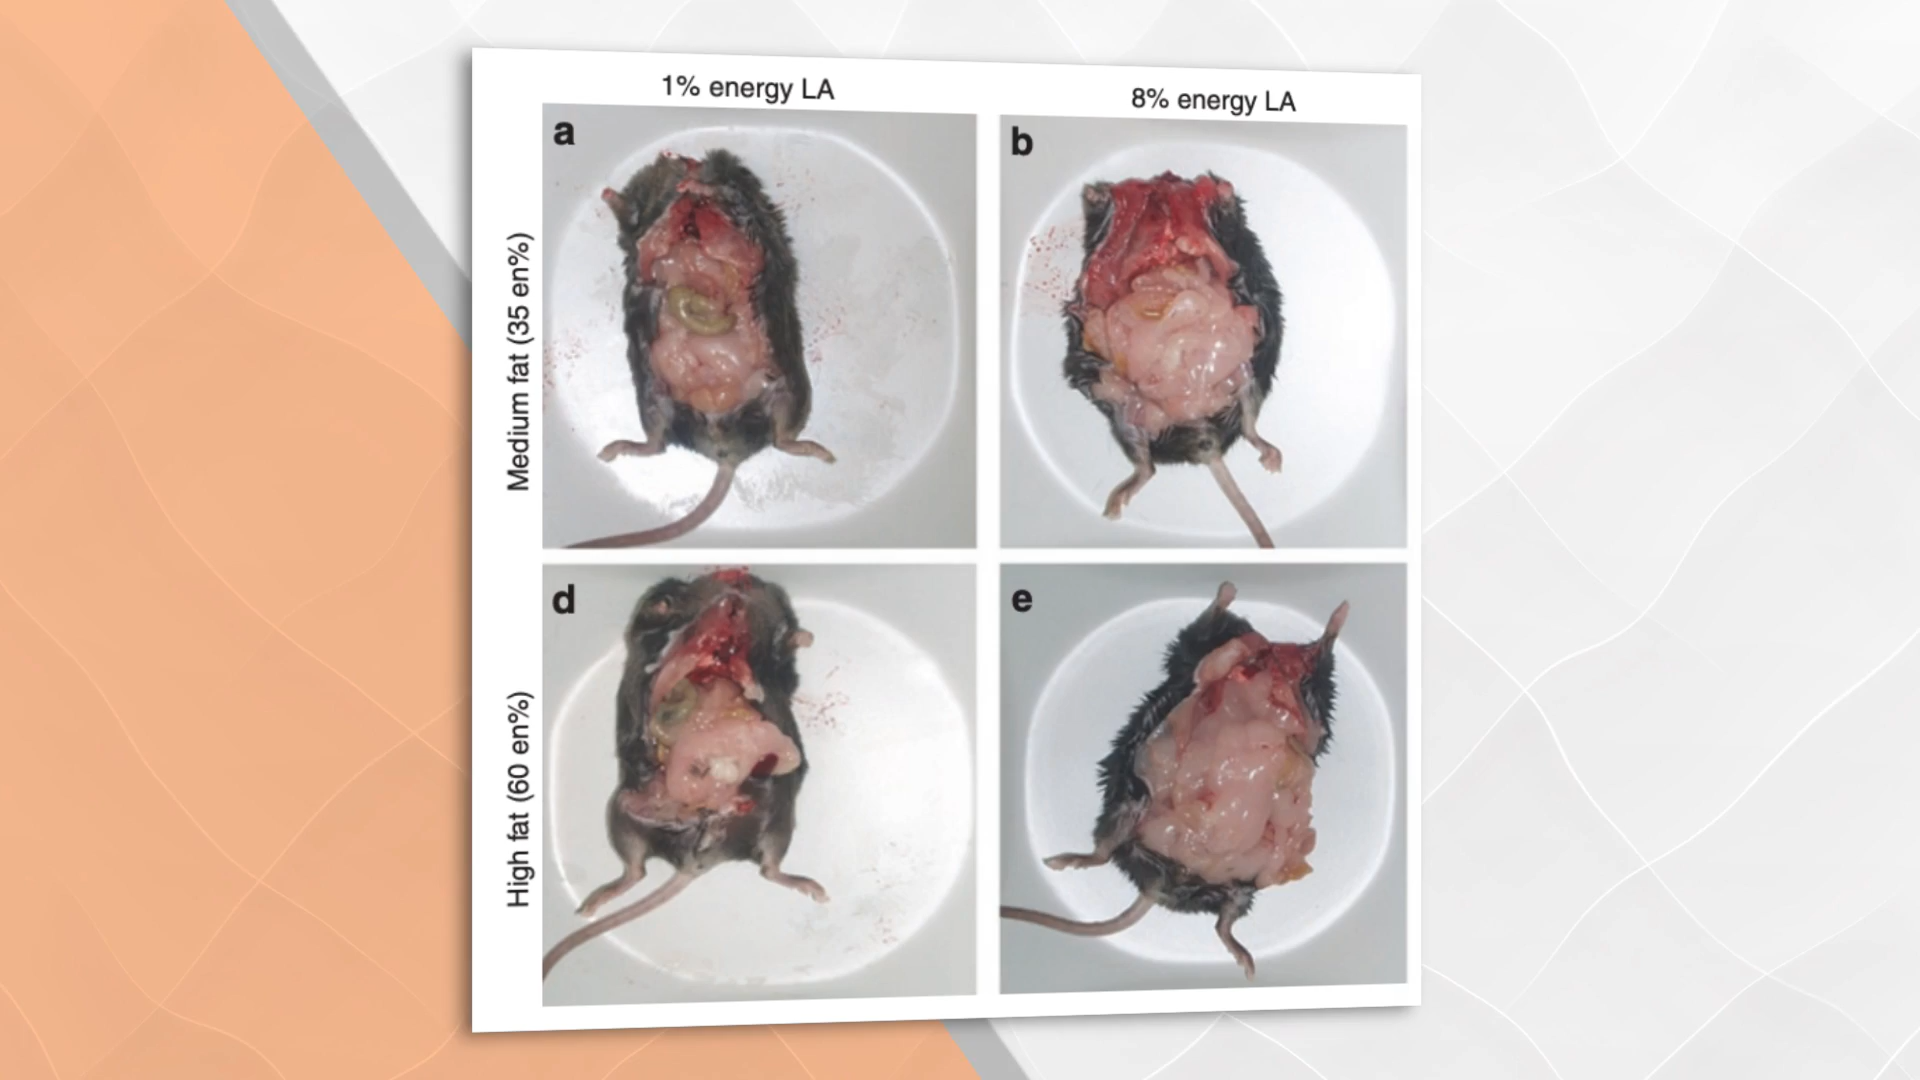 1% energy LA
8% energy LA
a
b
Medium fat (35 en%)
d
e
High fat (60 en%)